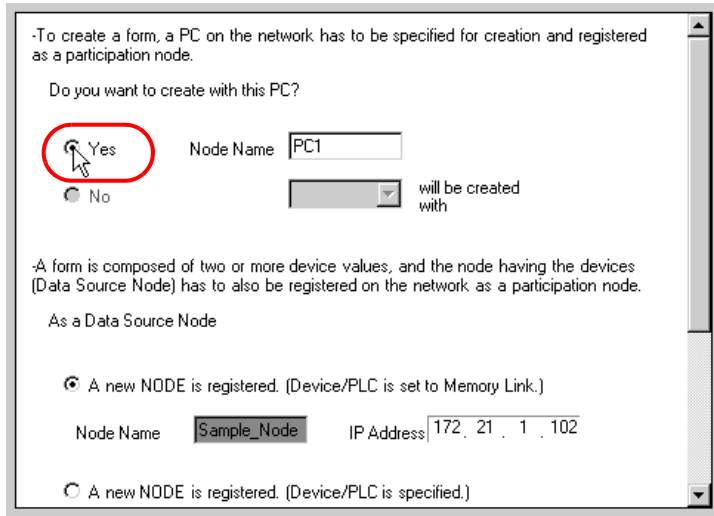 -To create a form, a PC on the network has to be specified for creation and registered
as a participation node.
Do you want to create with this PC?
Yes Node Name PC1
No will be created
with
-A form is composed of two or more device values, and the node having the devices
(Data Source Node) has to also be registered on the network as a participation node.
As a Data Source Node
A new NODE is registered. (Device/PLC is set to Memory Link.)
Node Name Sample_Node IP Address 172 . 21 . 1 . 102
A new NODE is registered. (Device/PLC is specified.)